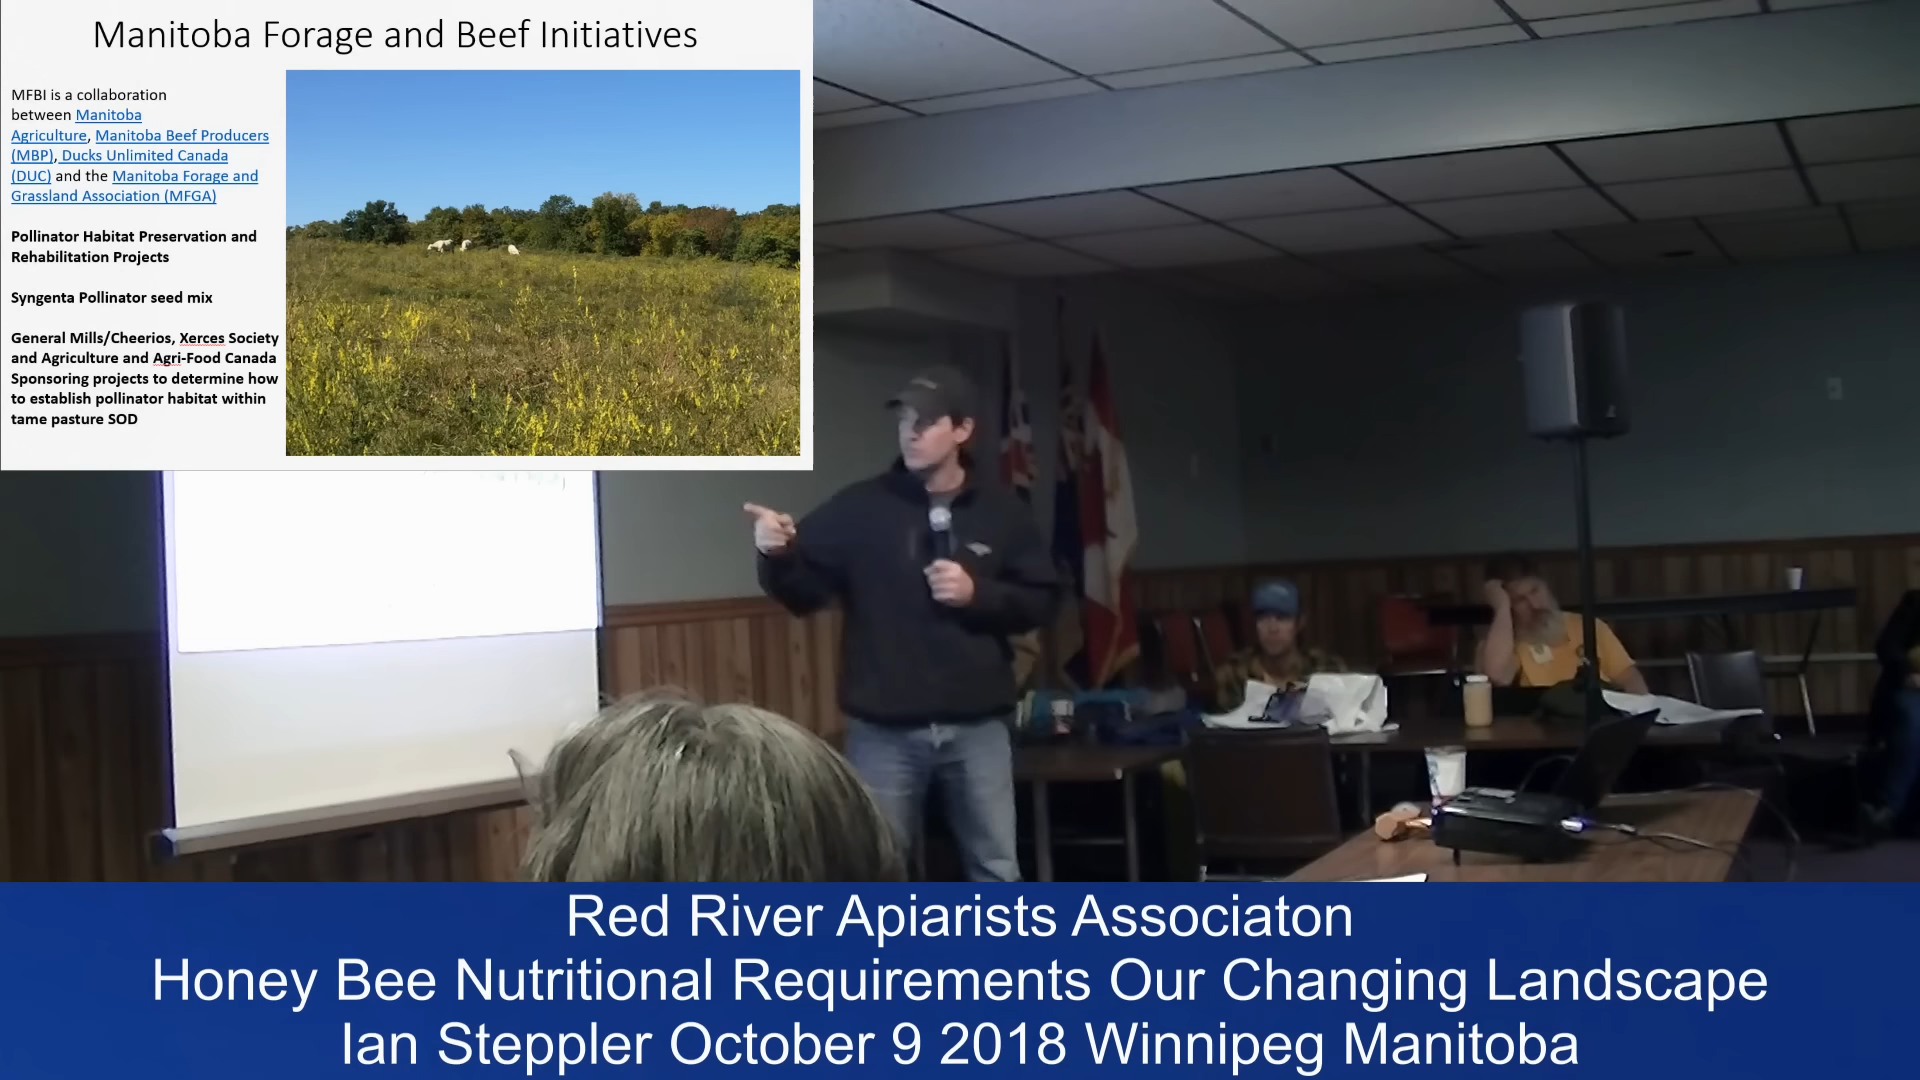 Manitoba Forage and Beef Initiatives
MFBI is a collaboration
between Manitoba
Agriculture, Manitoba Beef Producers
(MBP), Ducks Unlimited Canada
(DUC) and the Manitoba Forage and
Grassland Association (MFGA)
Pollinator Habitat Preservation and
Rehabilitation Projects
Syngenta Pollinator seed mix
General Mills/Cheerios, Xerces Society
and Agriculture and Agri-Food Canada
Sponsoring projects to determine how
to establish pollinator habitat within
tame pasture SOD
Red River Apiarists Associaton
Honey Bee Nutritional Requirements Our Changing Landscape
Ian Steppler October 9 2018 Winnipeg Manitoba